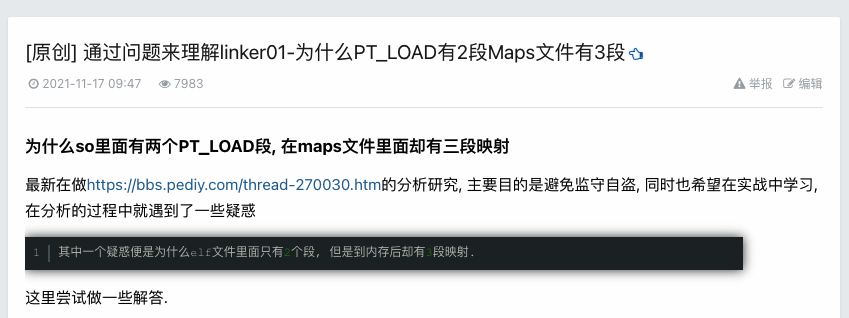 [原创] 通过问题来理解linker01-为什么PT_LOAD有2段Maps文件有3段
2021-11-17 09:47 7983 举报 编辑
为什么so里面有两个PT_LOAD段, 在maps文件里面却有三段映射
最新在做https://bbs.pediy.com/thread-270030.htm的分析研究, 主要目的是避免监守自盗, 同时也希望在实战中学习,
在分析的过程中就遇到了一些疑惑
1 其中一个疑惑便是为什么elf文件里面只有2个段, 但是到内存后却有3段映射.
这里尝试做一些解答.